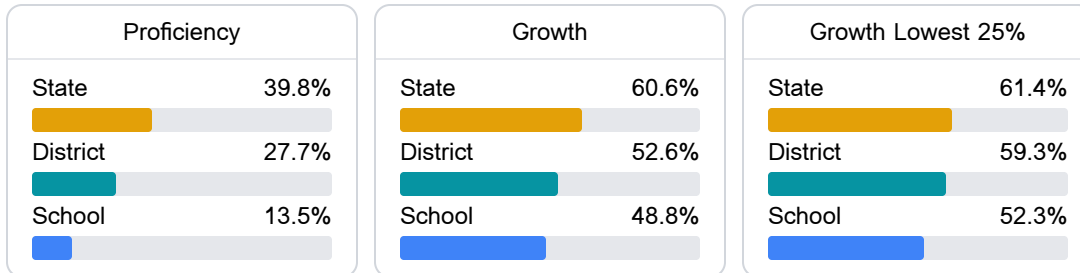 Proficiency
State 39.8%
District 27.7%
School 13.5%
Growth
State 60.6%
District 52.6%
School 48.8%
Growth Lowest 25%
State 61.4%
District 59.3%
School 52.3%